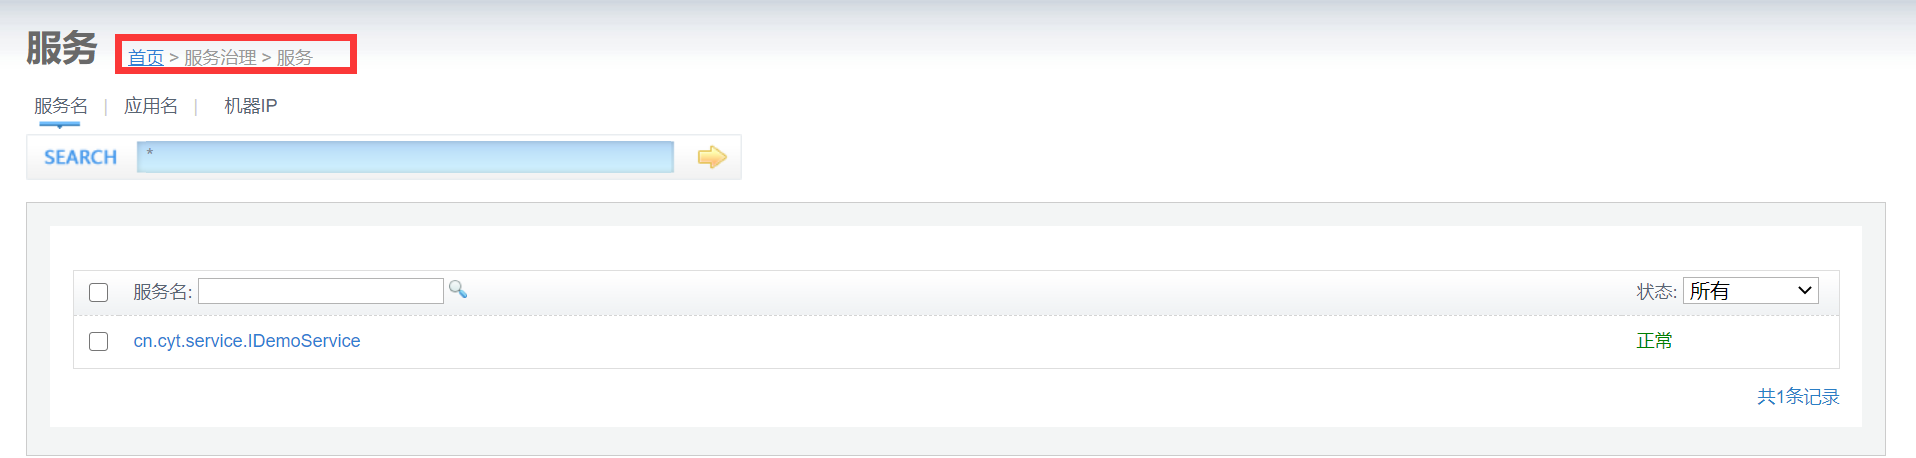 服务 首页 > 服务治理 > 服务
服务名 | 应用名 | 机器IP
SEARCH *
服务名: 状态: 所有
cn.cyt.service.IDemoService 正常
共1条记录